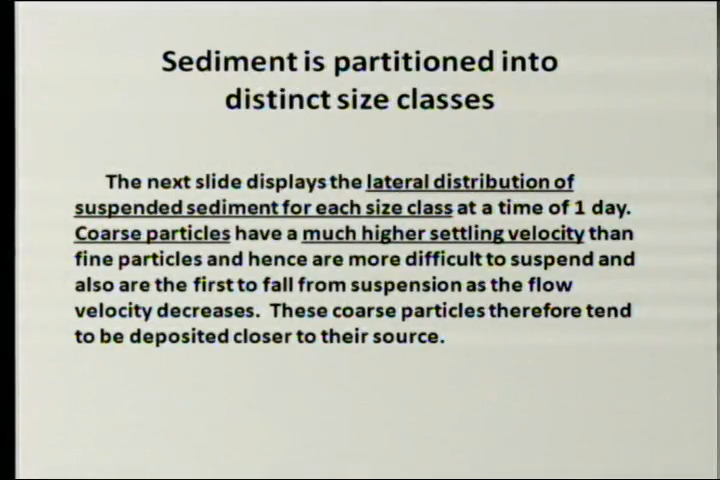 Sediment is partitioned into
distinct size classes
The next slide displays the lateral distribution of
suspended sediment for each size class at a time of 1 day.
Coarse particles have a much higher settling velocity than
fine particles and hence are more difficult to suspend and
also are the first to fall from suspension as the flow
velocity decreases. These coarse particles therefore tend
to be deposited closer to their source.